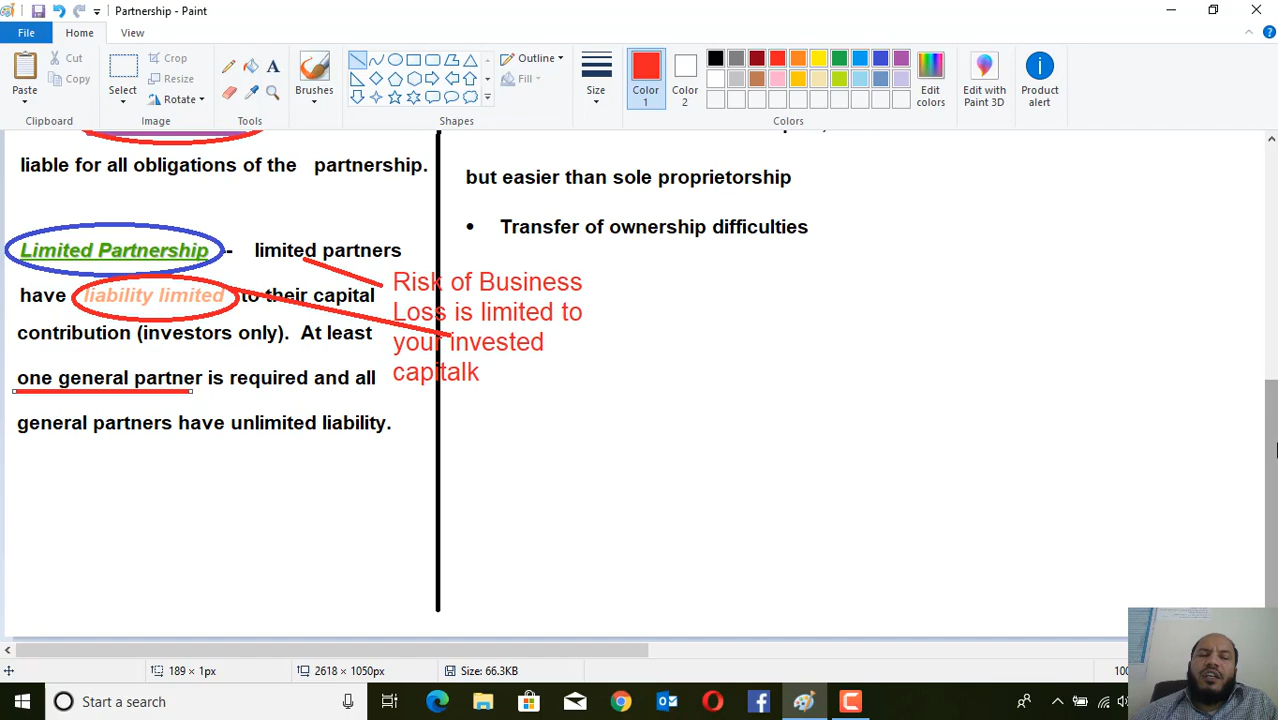 Partnership - Paint
File
Home
View
Paste
Cut
Copy
Clipboard
Select
Crop
Resize
Rotate
Image
Tools
Brushes
Shapes
Outline
Fill
Size
Color 1
Color 2
Colors
Edit colors
Edit with Paint 3D
Product alert
liable for all obligations of the partnership.
Limited Partnership - limited partners
have liability limited to their capital
contribution (investors only). At least
one general partner is required and all
general partners have unlimited liability.
Risk of Business
Loss is limited to
your invested
capitalk
but easier than sole proprietorship
• Transfer of ownership difficulties
189 × 1px
2618 × 1050px
Size: 66.3KB
100
Start a search